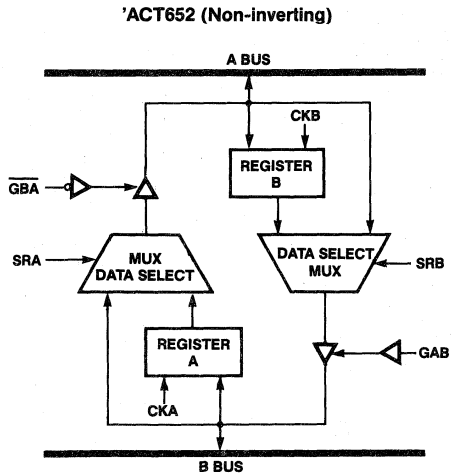 'ACT652 (Non-inverting)
A BUS
CKB
REGISTER
B
GBA
SRA
MUX
DATA SELECT
DATA SELECT
MUX
SRB
REGISTER
A
GAB
CKA
B BUS